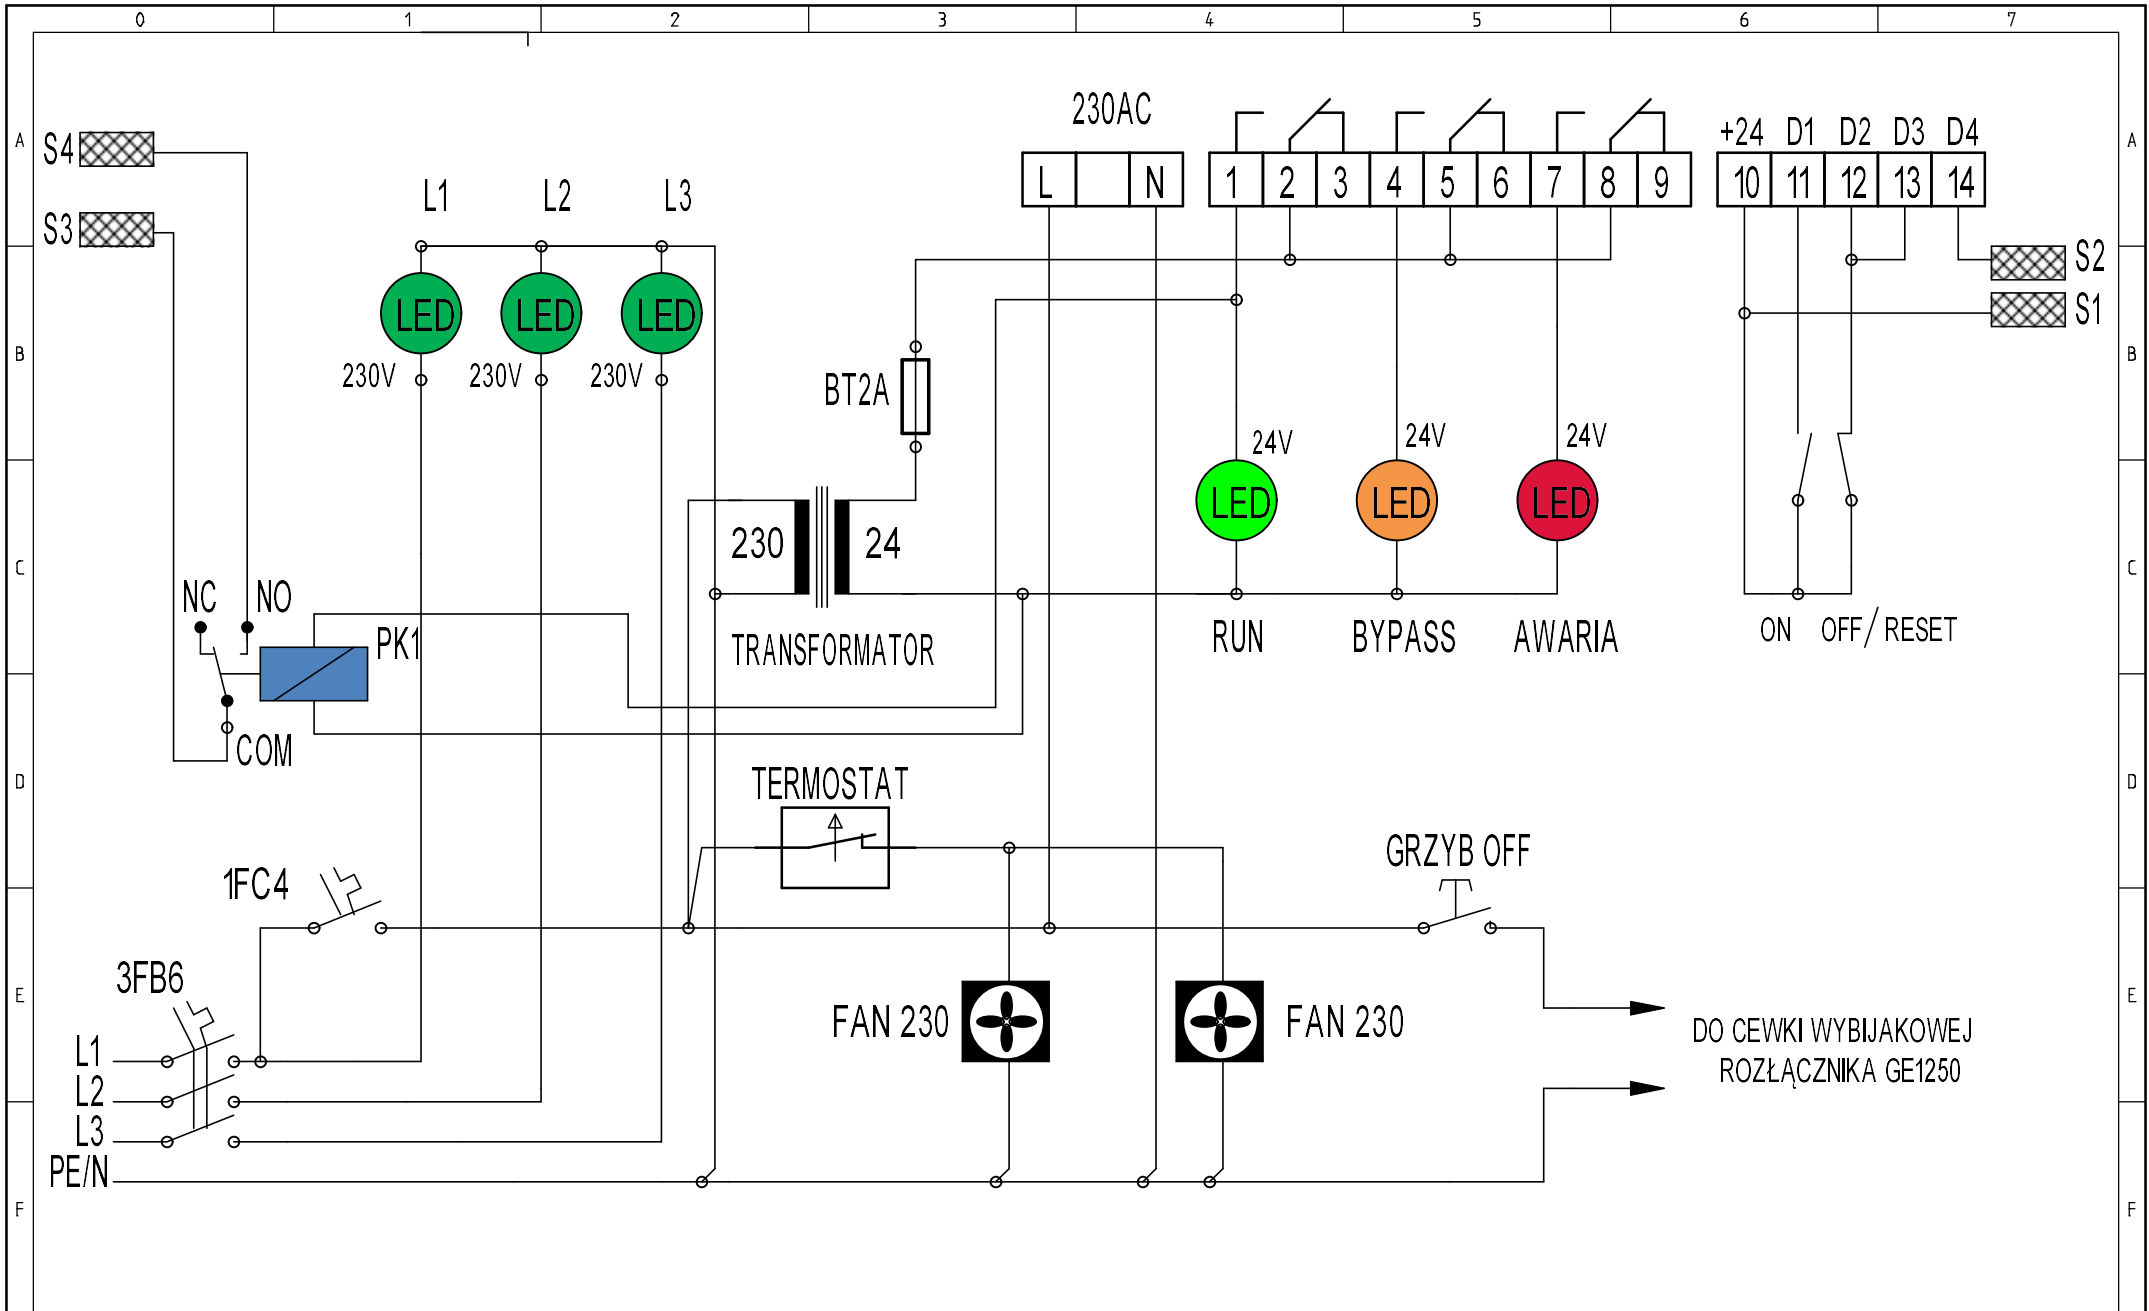 0 1 2 3 4 5 6 7
A A
230AC
+24 D1 D2 D3 D4
S4
L N 1 2 3 4 5 6 7 8 9 10 11 12 13 14
L1 L2 L3
S3
S2
S1
LED LED LED
B B
230V 230V 230V
BT2A
24V 24V 24V
LED LED LED
230 24
C C
NC NO
PK1
TRANSFORMATOR
RUN BYPASS AWARIA
ON OFF/RESET
COM
D D
TERMOSTAT
GRZYB OFF
1FC4
3FB6
E E
FAN 230 FAN 230
DO CEWKI WYBIJAKOWEJ
ROZŁĄCZNIKA GE1250
L1
L2
L3
PE/N
F F